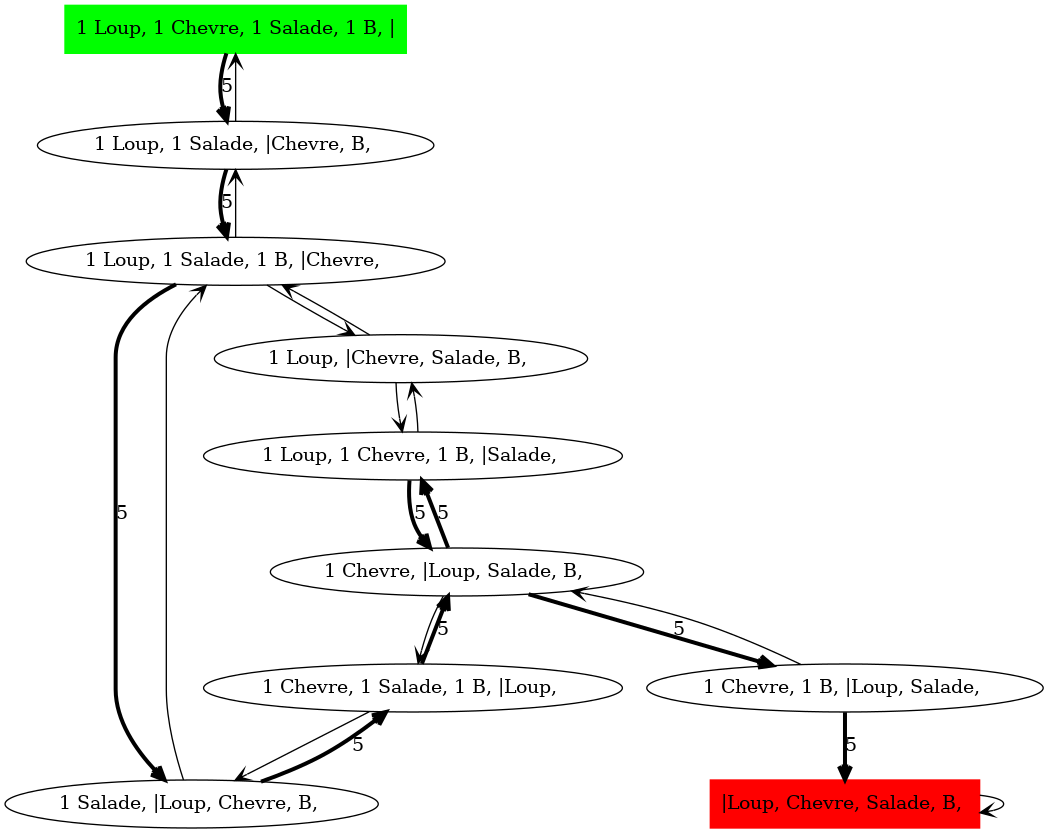 1 Loup, 1 Chevre, 1 Salade, 1 B, |
5
1 Loup, 1 Salade, |Chevre, B,
5
1 Loup, 1 Salade, 1 B, |Chevre,
1 Loup, |Chevre, Salade, B,
1 Loup, 1 Chevre, 1 B, |Salade,
5
5
5
1 Chevre, |Loup, Salade, B,
5
5
1 Chevre, 1 Salade, 1 B, |Loup,
1 Chevre, 1 B, |Loup, Salade,
5
5
1 Salade, |Loup, Chevre, B,
|Loup, Chevre, Salade, B,